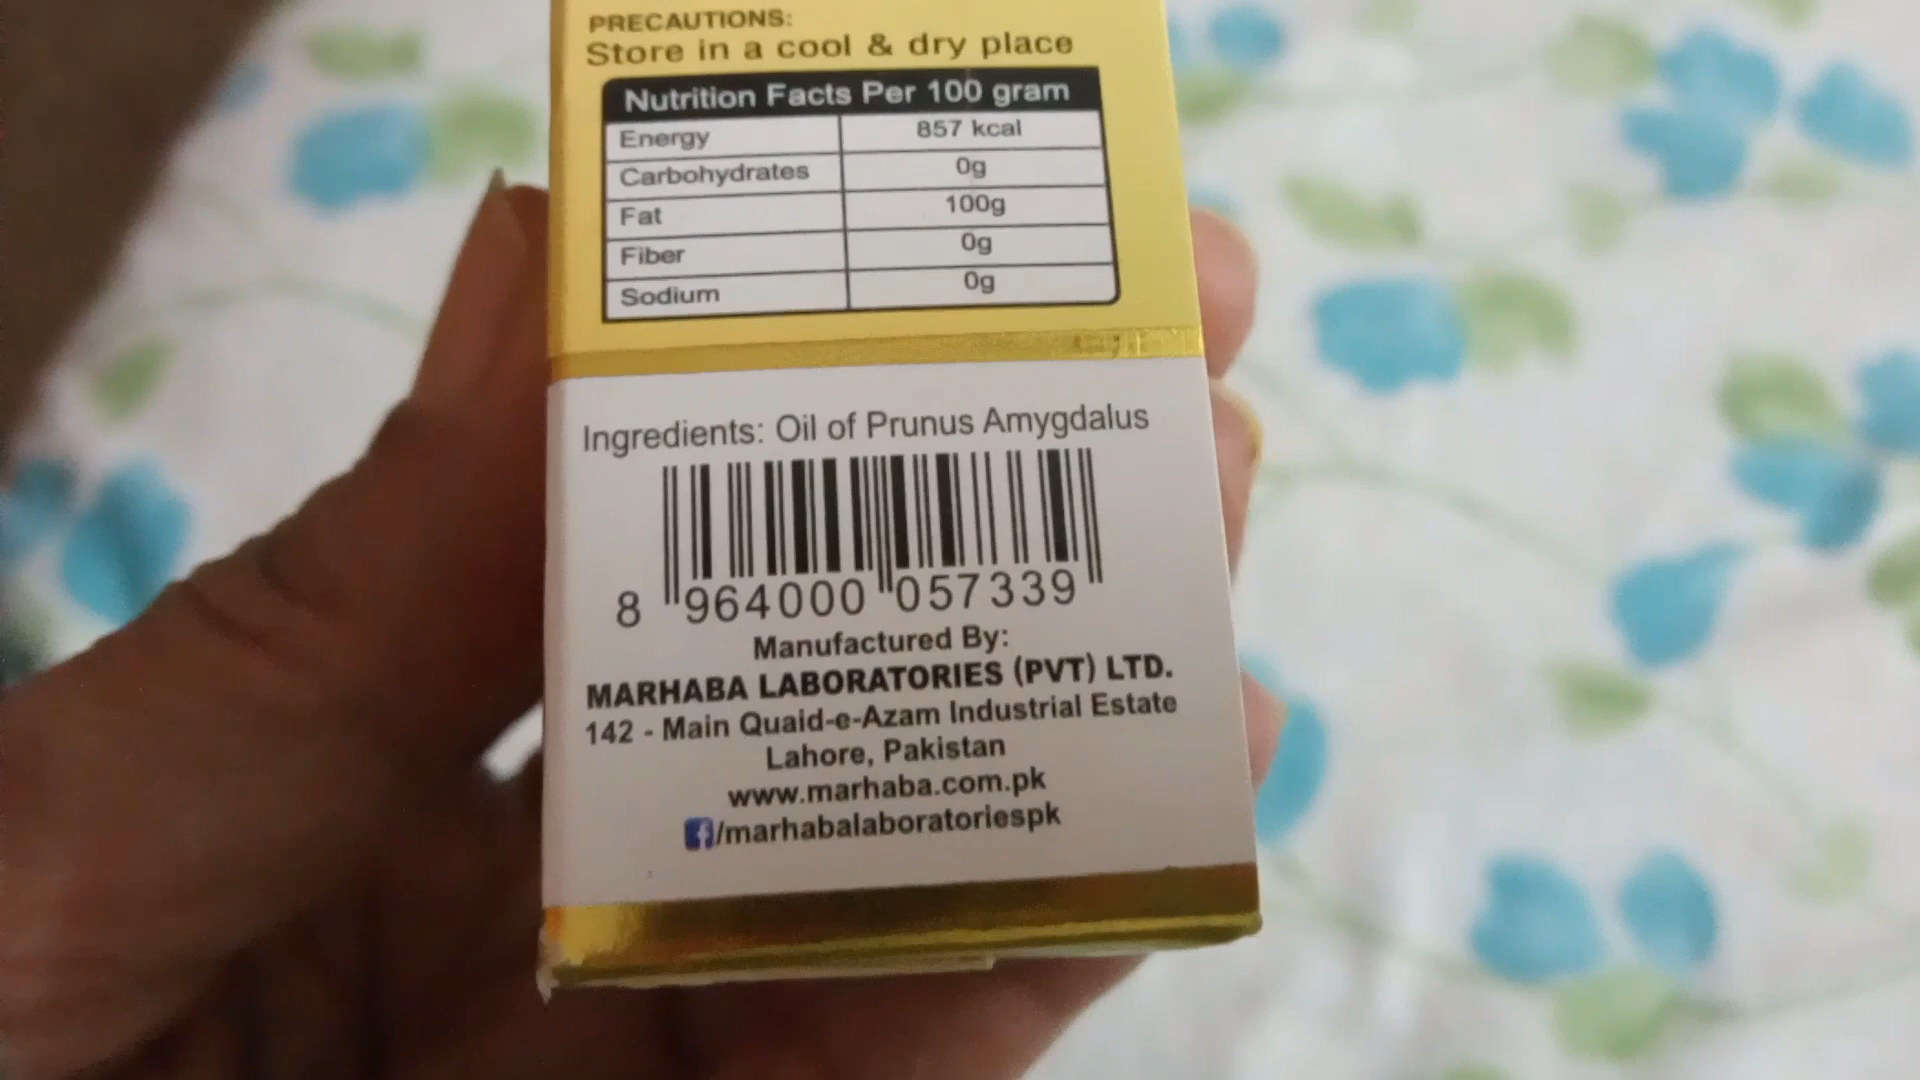 PRECAUTIONS:
Store in a cool & dry place
Nutrition Facts Per 100 gram
Energy 857 kcal
Carbohydrates 0g
Fat 100g
Fiber 0g
Sodium 0g
Ingredients: Oil of Prunus Amygdalus
8 964000 057339
Manufactured By:
MARHABA LABORATORIES (PVT) LTD.
142 - Main Quaid-e-Azam Industrial Estate
Lahore, Pakistan
www.marhaba.com.pk
f/marhabalaboratoriespk